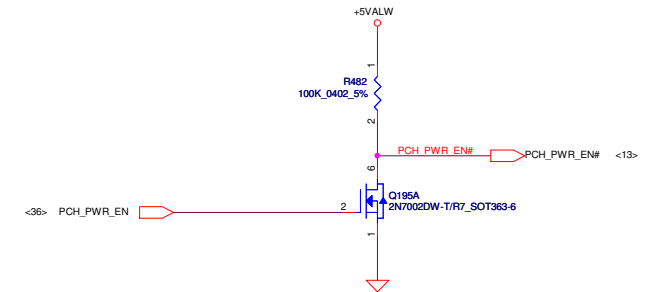 +5VALW
1
R482
100K_0402_5%
2
PCH_PWR_EN#
PCH_PWR_EN# <13>
6
Q195A
2N7002DW-T/R7_SOT363-6
<36> PCH_PWR_EN
2
1